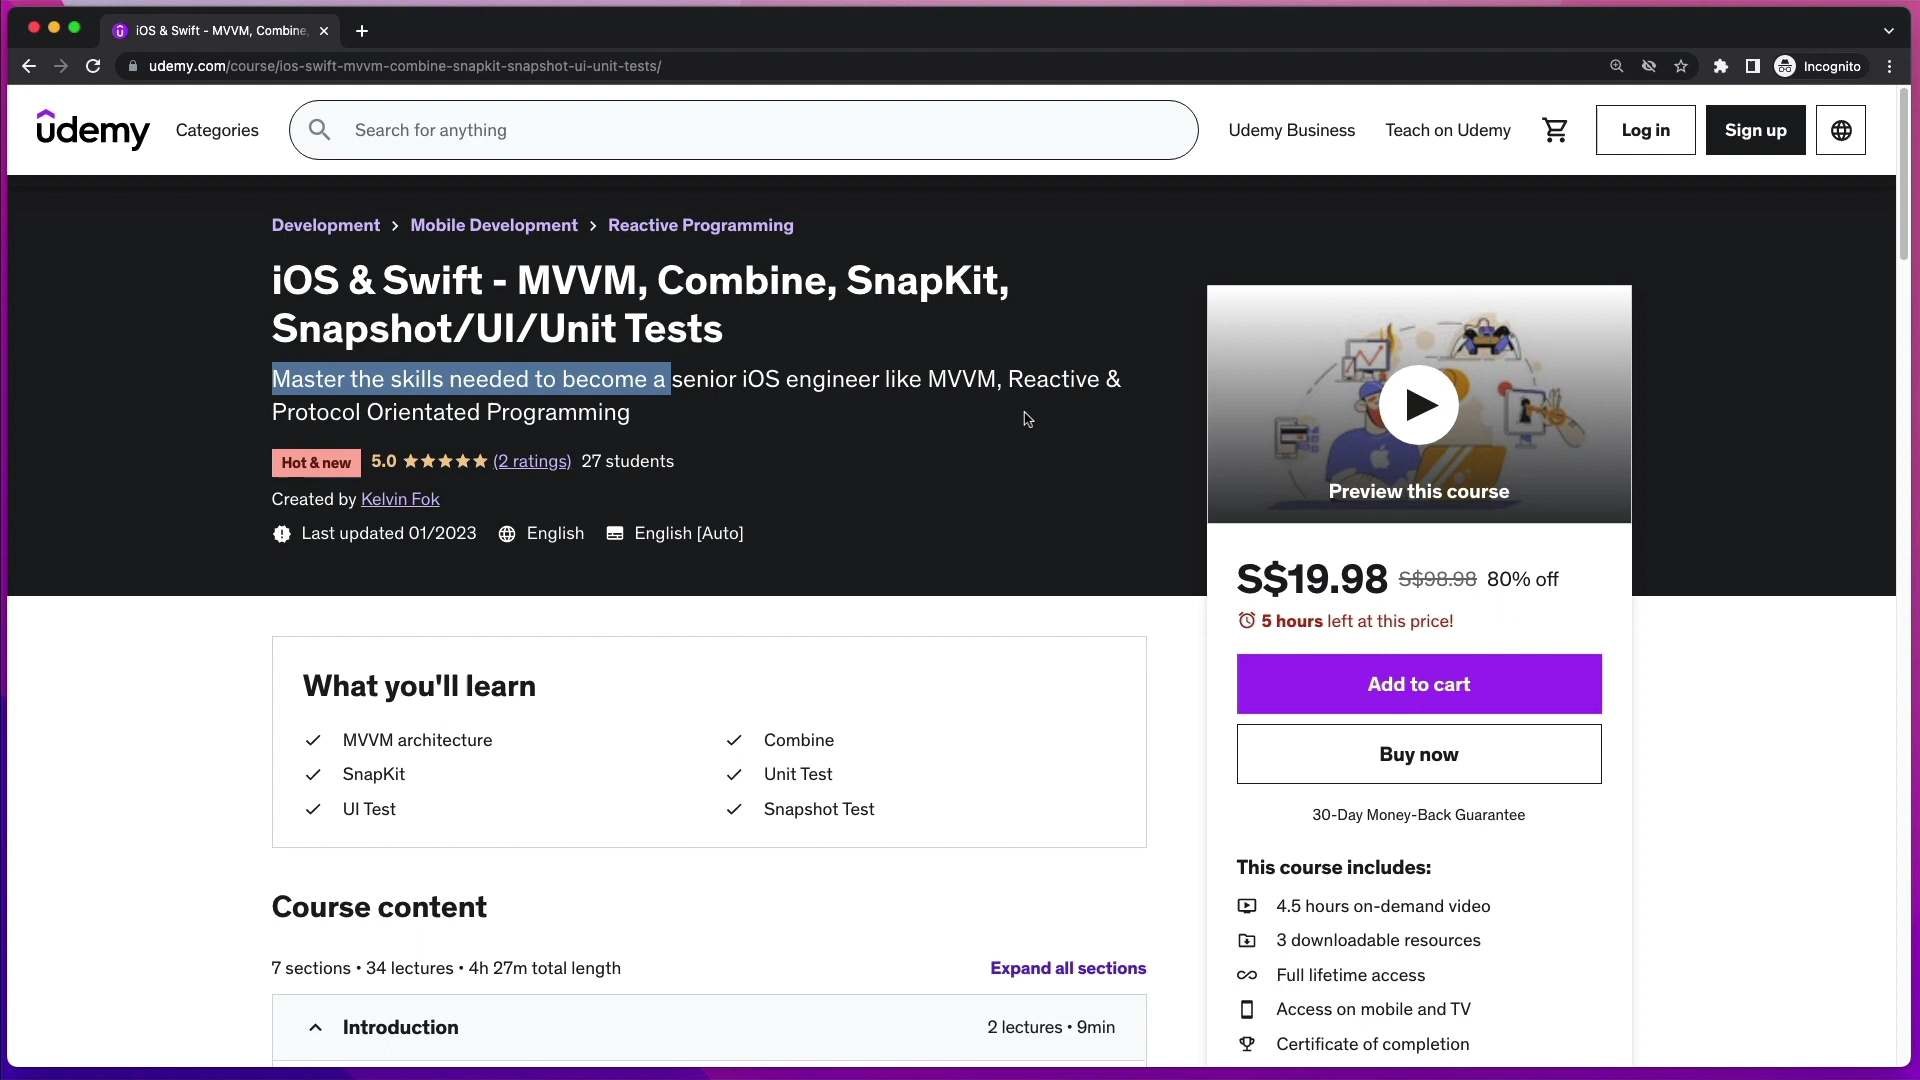 iOS & Swift - MVVM, Combine,
udemy.com/course/ios-swift-mvvm-combine-snapkit-snapshot-ui-unit-tests/
Incognito
udemy
Categories
Search for anything
Udemy Business
Teach on Udemy
Log in
Sign up
Development > Mobile Development > Reactive Programming
iOS & Swift - MVVM, Combine, SnapKit,
Snapshot/UI/Unit Tests
Master the skills needed to become a senior iOS engineer like MVVM, Reactive &
Protocol Orientated Programming
Hot & new 5.0 (2 ratings) 27 students
Created by Kelvin Fok
Last updated 01/2023 English English [Auto]
Preview this course
S$19.98 S$98.98 80% off
5 hours left at this price!
Add to cart
Buy now
30-Day Money-Back Guarantee
This course includes:
4.5 hours on-demand video
3 downloadable resources
Full lifetime access
Access on mobile and TV
Certificate of completion
What you'll learn
MVVM architecture
Combine
SnapKit
Unit Test
UI Test
Snapshot Test
Course content
7 sections • 34 lectures • 4h 27m total length
Expand all sections
Introduction
2 lectures • 9min